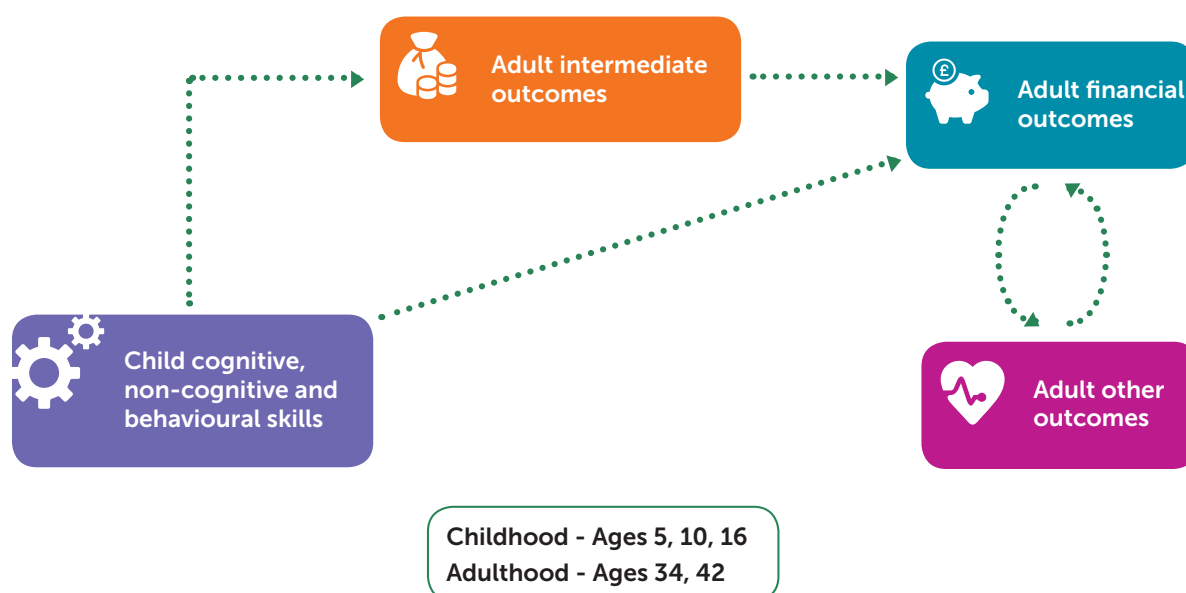 Adult intermediate
outcomes
£
Adult financial
outcomes
Child cognitive,
non-cognitive and
behavioural skills
Adult other
outcomes
Childhood - Ages 5, 10, 16
Adulthood - Ages 34, 42